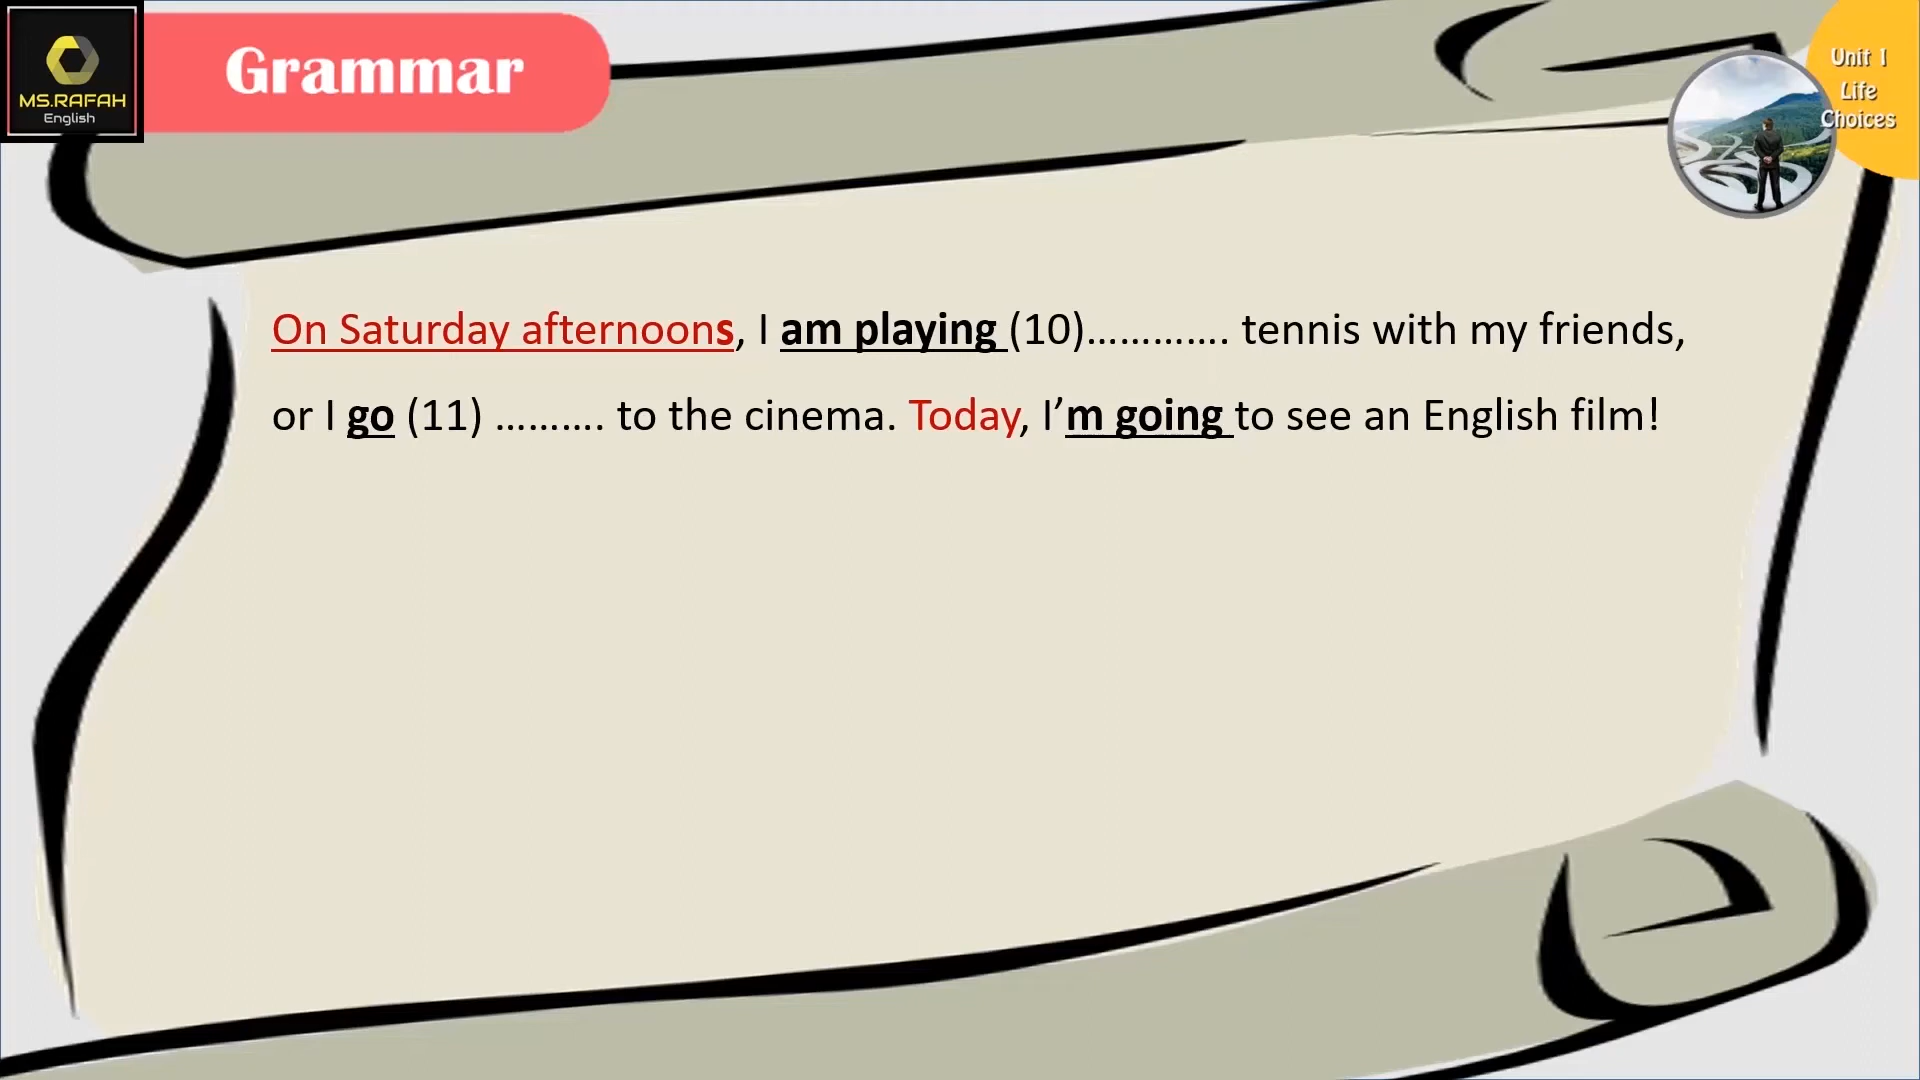 MS.RAFAH
English
Grammar
Unit 1
Life
Choices
On Saturday afternoons, I am playing (10)…………. tennis with my friends,
or I go (11) ………. to the cinema. Today, I’m going to see an English film!